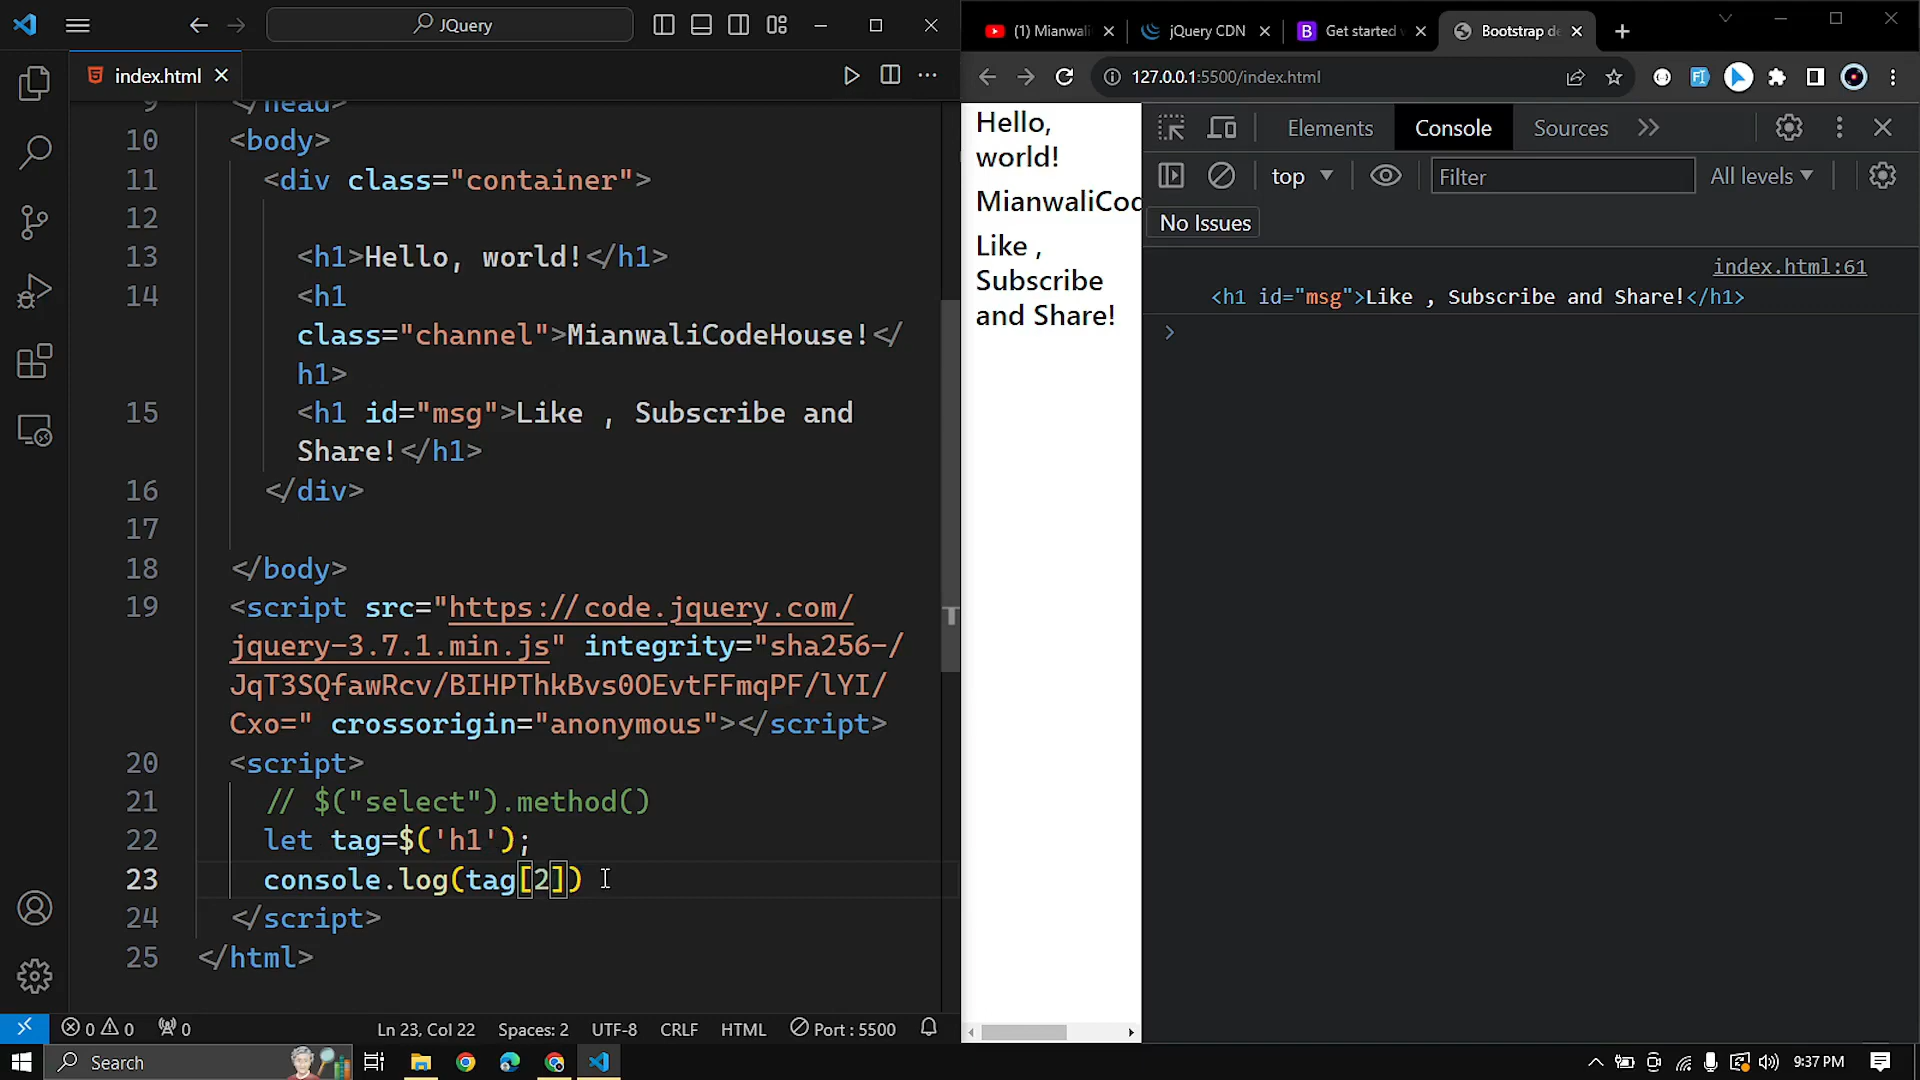 JQuery
index.html
9 </head>
10 <body>
11 <div class="container">
12
13 <h1>Hello, world!</h1>
14 <h1
class="channel">MianwaliCodeHouse!</
h1>
15 <h1 id="msg">Like , Subscribe and
Share!</h1>
16 </div>
17
18 </body>
19 <script src="https://code.jquery.com/
jquery-3.7.1.min.js" integrity="sha256-/
JqT3SQfawRcv/BIHPThkBvs0OEvtFFmqPF/lYI/
Cxo=" crossorigin="anonymous"></script>
20 <script>
21 // $("select").method()
22 let tag=$('h1');
23 console.log(tag[2])
24 </script>
25 </html>
0 0 0 Ln 23, Col 22 Spaces: 2 UTF-8 CRLF HTML Port : 5500
(1) Mianwali jQuery CDN Get started Bootstrap de
127.0.0.1:5500/index.html
Hello,
world!
MianwaliCod
Like ,
Subscribe
and Share!
Elements Console Sources
top Filter All levels
No Issues
index.html:61
<h1 id="msg">Like , Subscribe and Share!</h1>
Search 9:37 PM